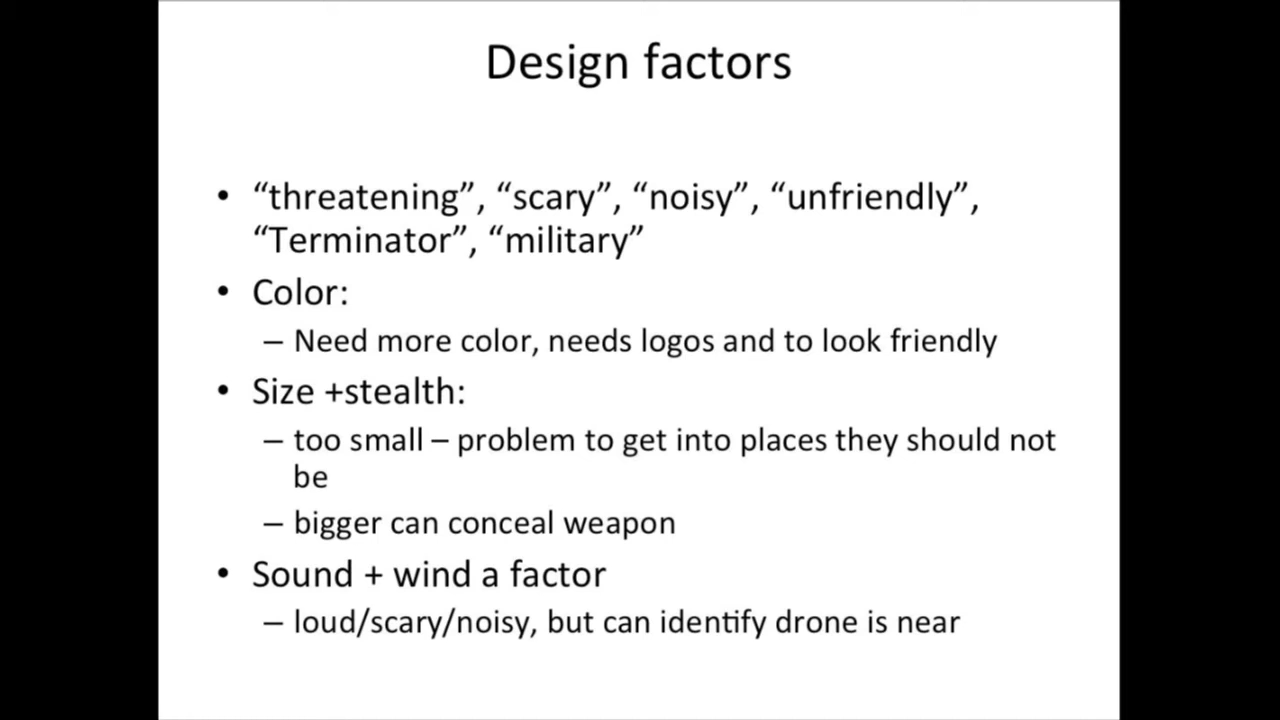 Design factors
• “threatening”, “scary”, “noisy”, “unfriendly”,
“Terminator”, “military”
• Color:
– Need more color, needs logos and to look friendly
• Size +stealth:
– too small – problem to get into places they should not
be
– bigger can conceal weapon
• Sound + wind a factor
– loud/scary/noisy, but can identify drone is near